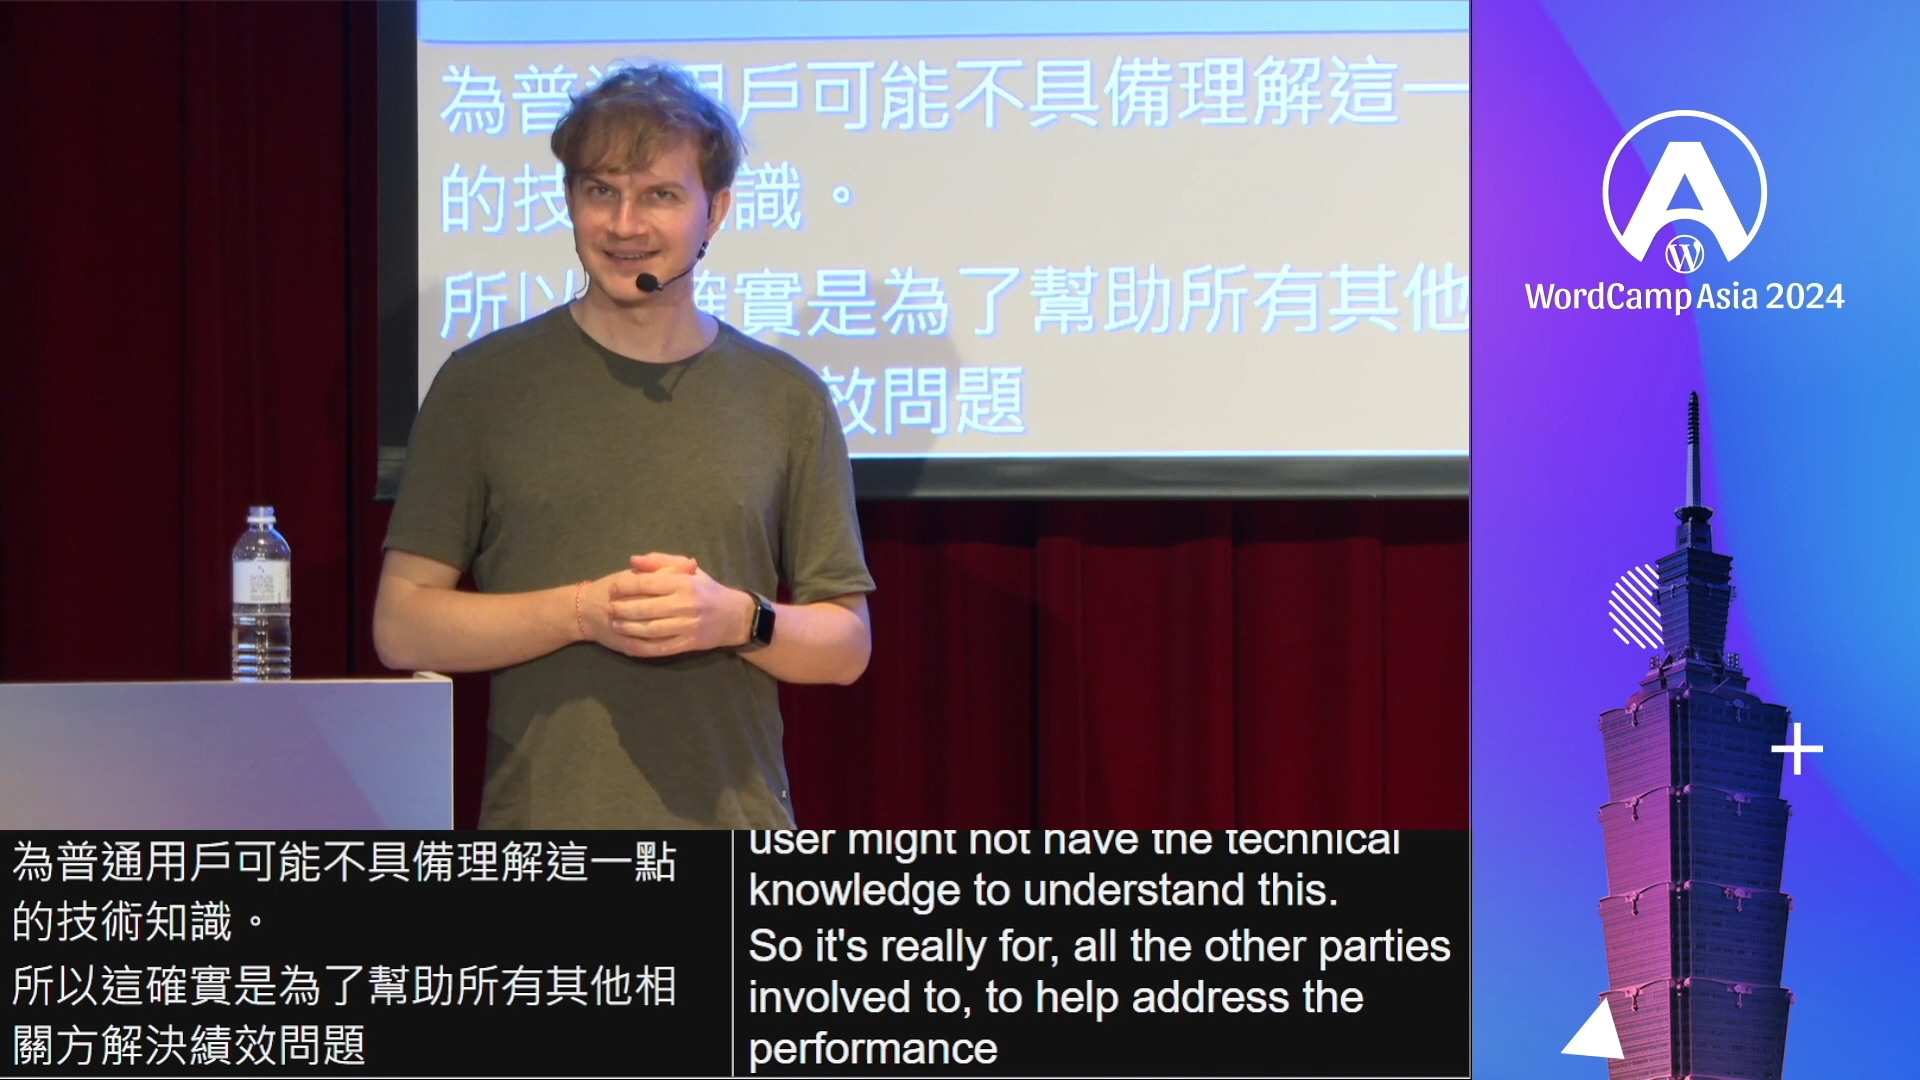 為普通用戶可能不具備理解這一
的技 識。
所以 確實是為了幫助所有其他
效問題
WordCamp Asia 2024
為普通用戶可能不具備理解這一點
的技術知識。
所以這確實是為了幫助所有其他相
關方解決績效問題
user might not have the technical
knowledge to understand this.
So it's really for, all the other parties
involved to, to help address the
performance